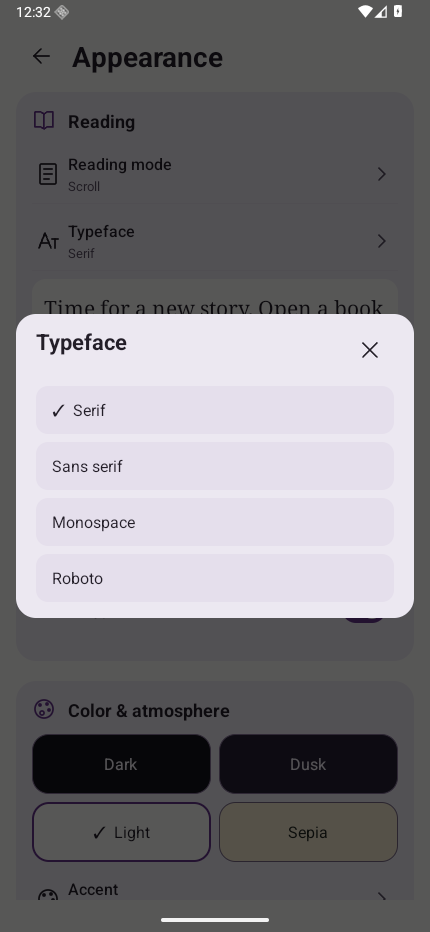 12:32
Appearance
Reading
Reading mode
Scroll
Typeface
Serif
Time for a new story. Open a book
Typeface
✓ Serif
Sans serif
Monospace
Roboto
Color & atmosphere
Dark
Dusk
✓ Light
Sepia
Accent